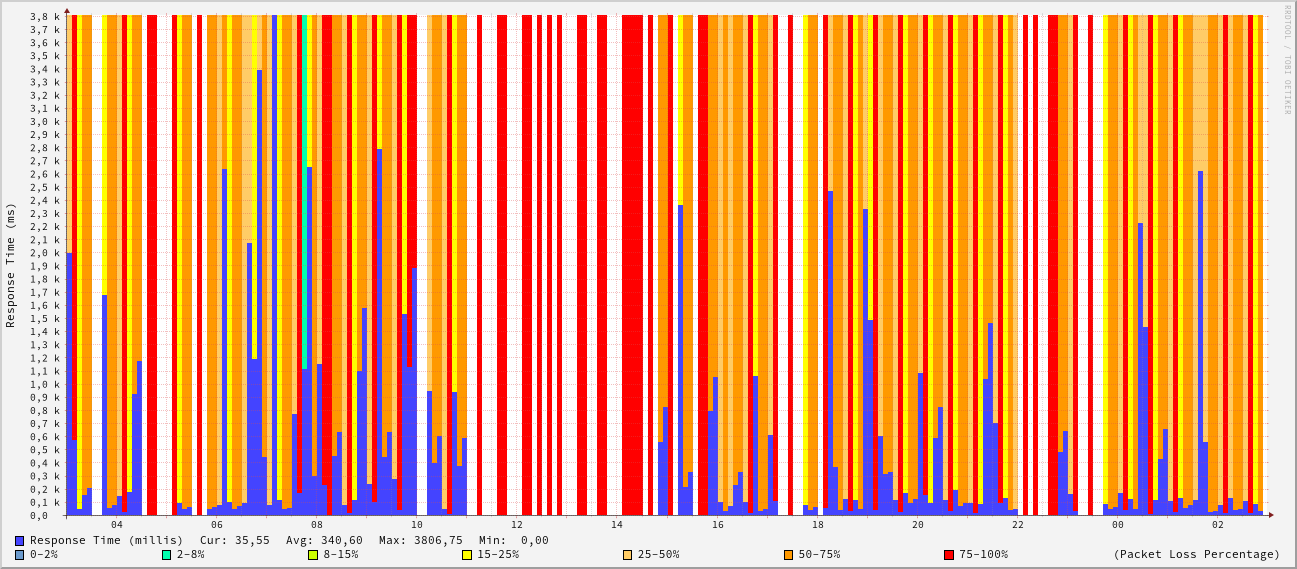 3,8 k
3,7 k
3,6 k
3,5 k
3,4 k
3,3 k
3,2 k
3,1 k
3,0 k
2,9 k
2,8 k
2,7 k
2,6 k
2,5 k
2,4 k
2,3 k
2,2 k
2,1 k
2,0 k
1,9 k
1,8 k
1,7 k
1,6 k
1,5 k
1,4 k
1,3 k
1,2 k
1,1 k
1,0 k
0,9 k
0,8 k
0,7 k
0,6 k
0,5 k
0,4 k
0,3 k
0,2 k
0,1 k
0,0
Response Time (ms)
RRDTOOL / TOBI OETIKER
04 06 08 10 12 14 16 18 20 22 00 02
Response Time (millis) Cur: 35,55 Avg: 340,60 Max: 3806,75 Min: 0,00
0-2% 2-8% 8-15% 15-25% 25-50% 50-75% 75-100% (Packet Loss Percentage)